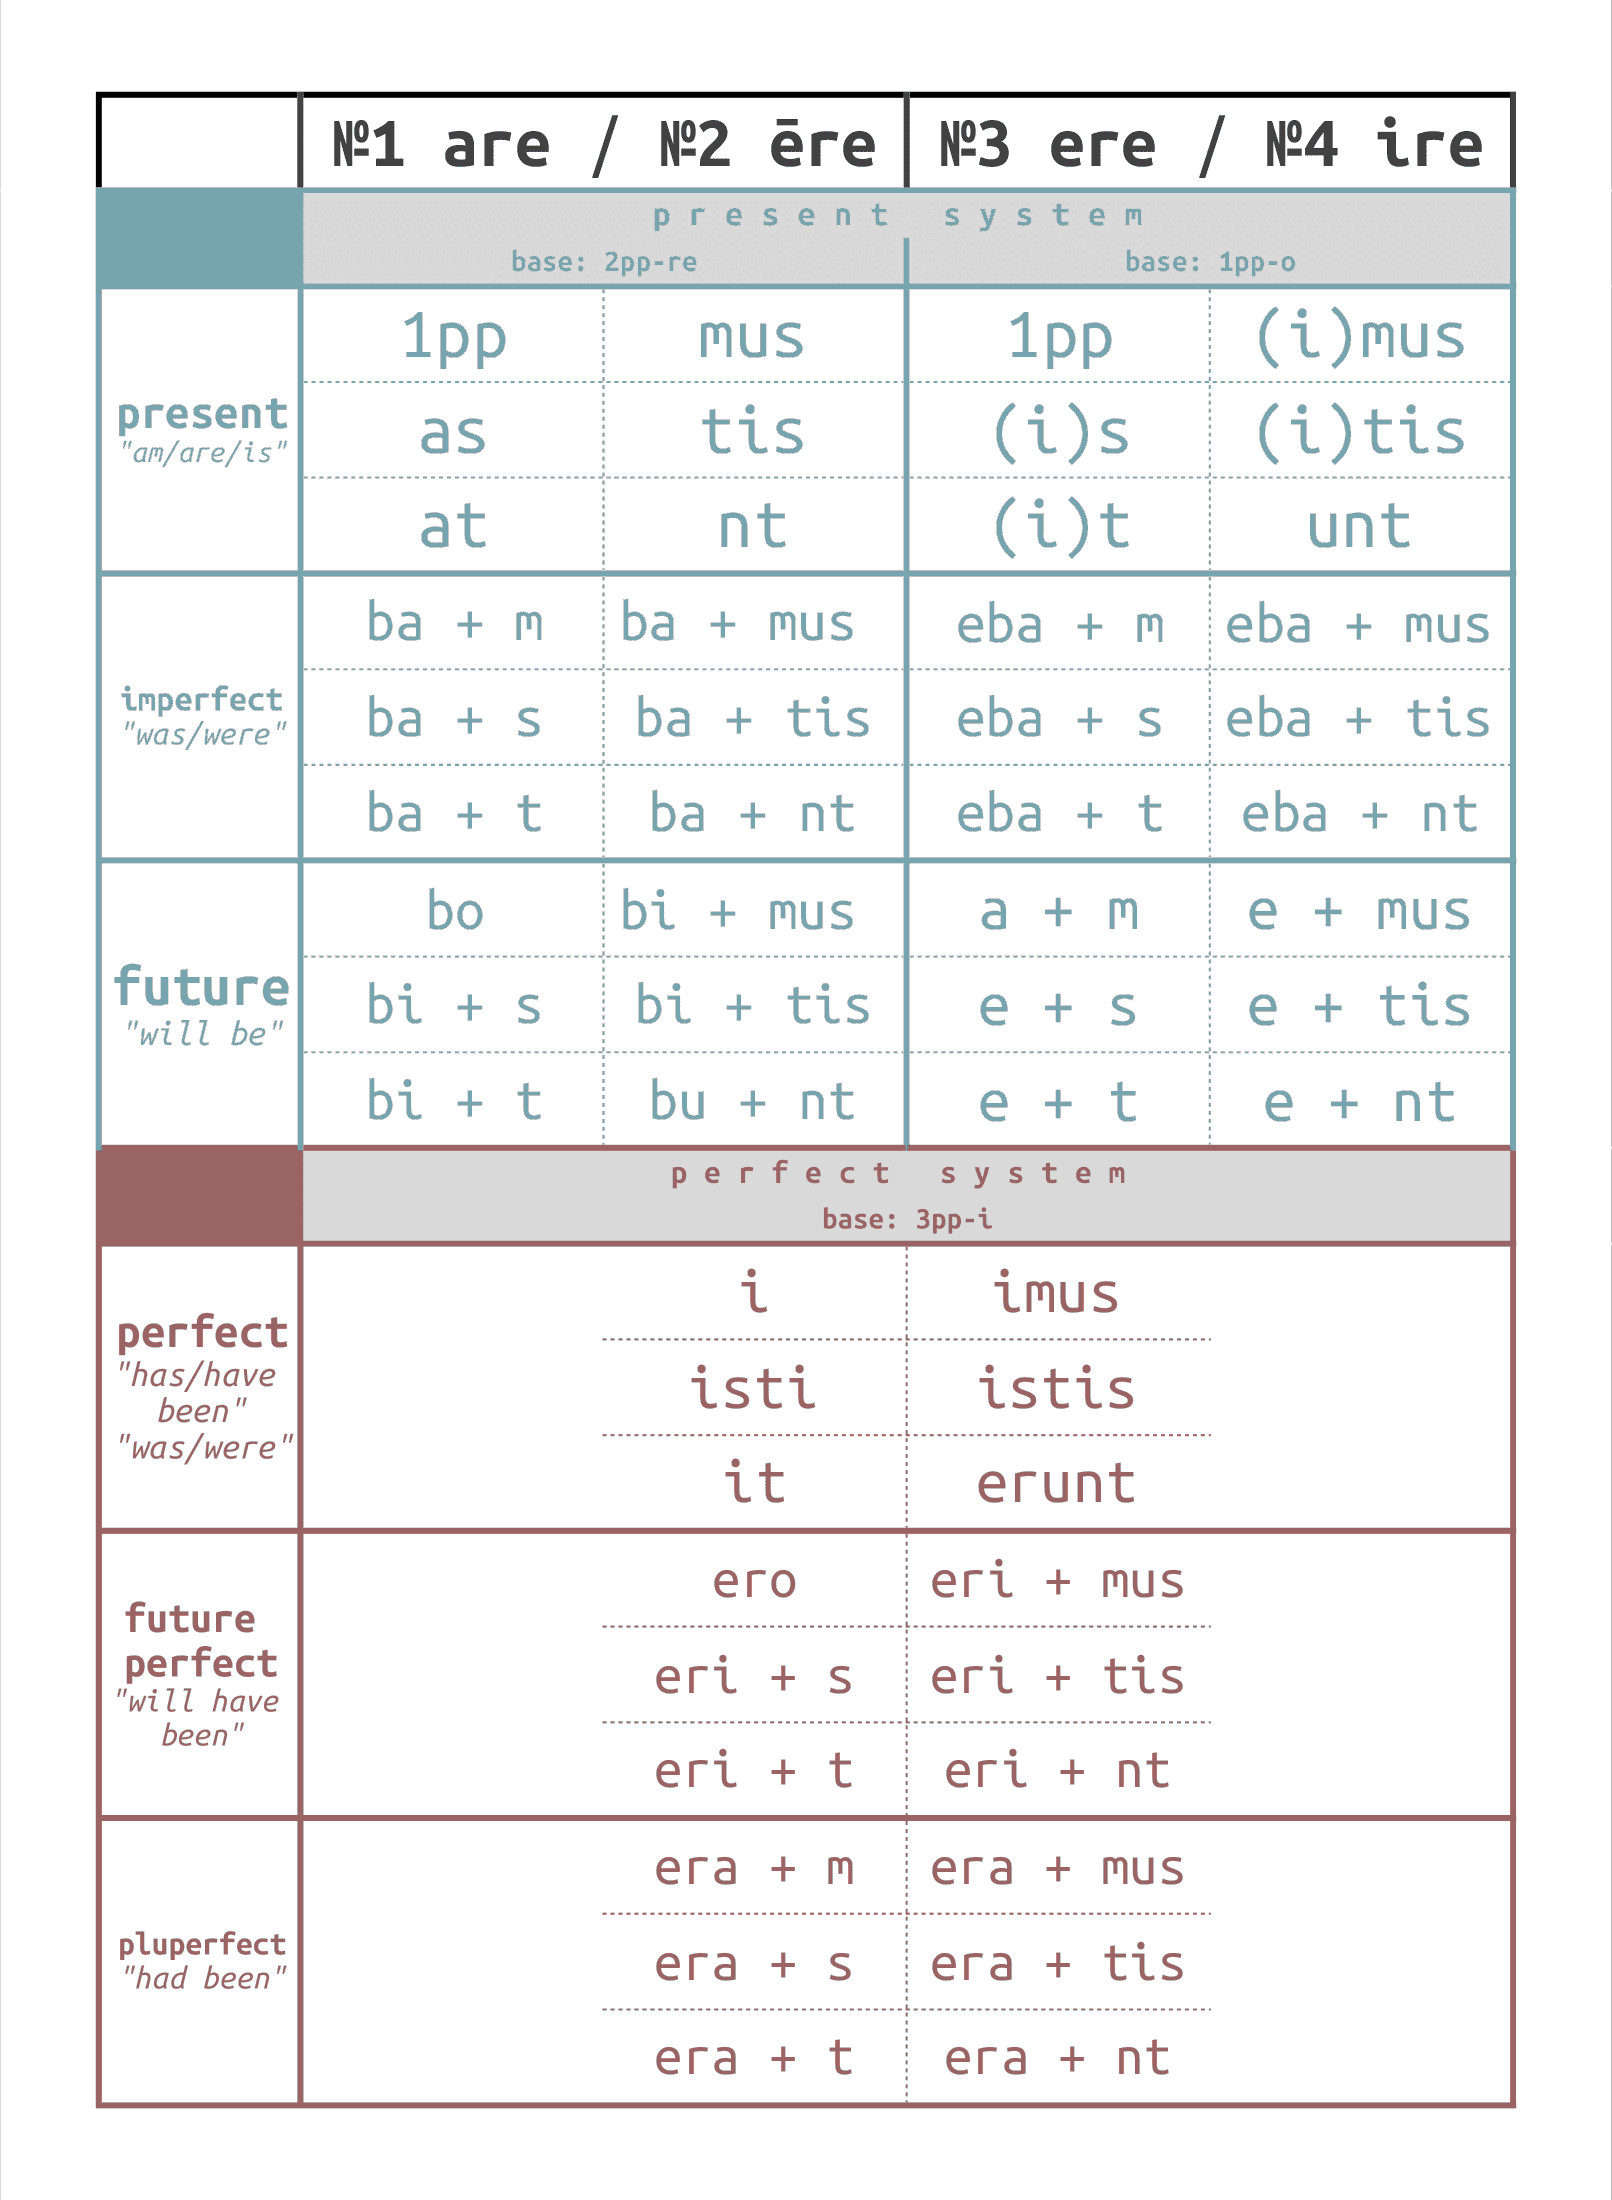 №1 are / №2 ēre №3 ere / №4 ire
present system
base: 2pp-re base: 1pp-o
present
"am/are/is"
1pp mus 1pp (i)mus
as tis (i)s (i)tis
at nt (i)t unt
imperfect
"was/were"
ba + m ba + mus eba + m eba + mus
ba + s ba + tis eba + s eba + tis
ba + t ba + nt eba + t eba + nt
future
"will be"
bo bi + mus a + m e + mus
bi + s bi + tis e + s e + tis
bi + t bu + nt e + t e + nt
perfect system
base: 3pp-i
perfect
"has/have
been"
"was/were"
i imus
isti istis
it erunt
future
perfect
"will have
been"
ero eri + mus
eri + s eri + tis
eri + t eri + nt
pluperfect
"had been"
era + m era + mus
era + s era + tis
era + t era + nt